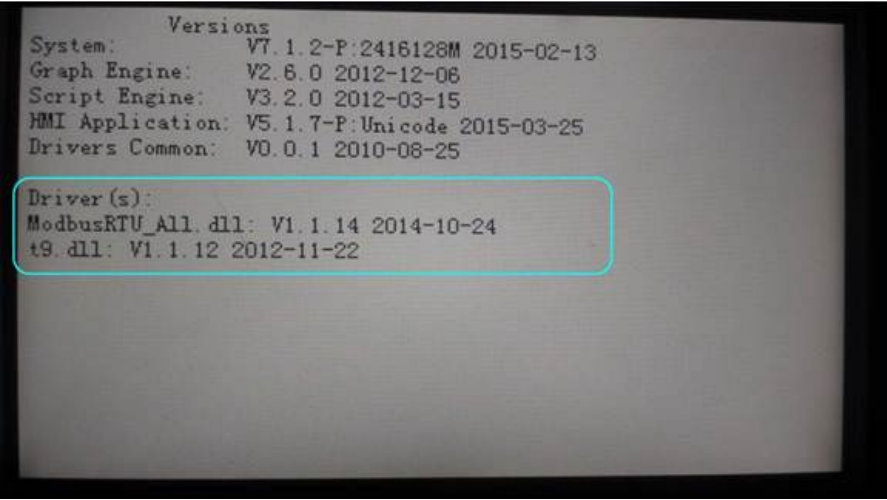 Versions
System: V7.1.2-P:2416128M 2015-02-13
Graph Engine: V2.6.0 2012-12-06
Script Engine: V3.2.0 2012-03-15
HMI Application: V5.1.7-P:Unicode 2015-03-25
Drivers Common: V0.0.1 2010-08-25
Driver(s):
ModbusRTU_All.dll: V1.1.14 2014-10-24
t9.dll: V1.1.12 2012-11-22